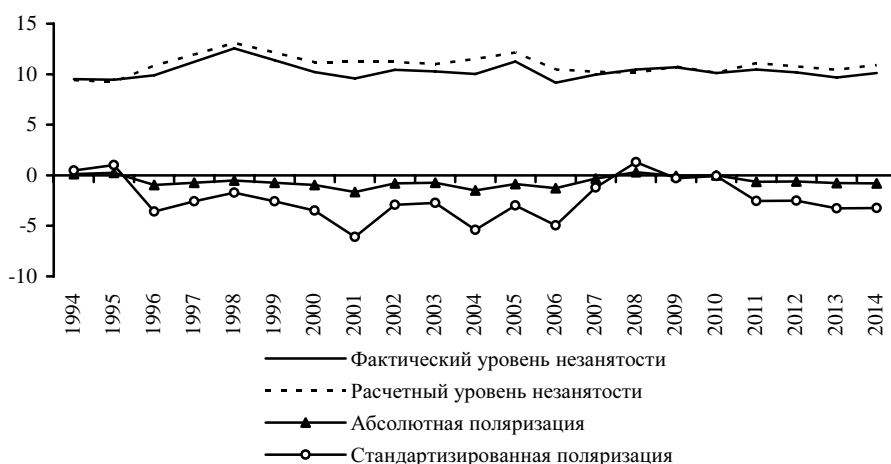 15
10
5
0
-5
-10
1994 1995 1996 1997 1998 1999 2000 2001 2002 2003 2004 2005 2006 2007 2008 2009 2010 2011 2012 2013 2014
Фактический уровень незанятости
Расчетный уровень незанятости
Абсолютная поляризация
Стандартизированная поляризация